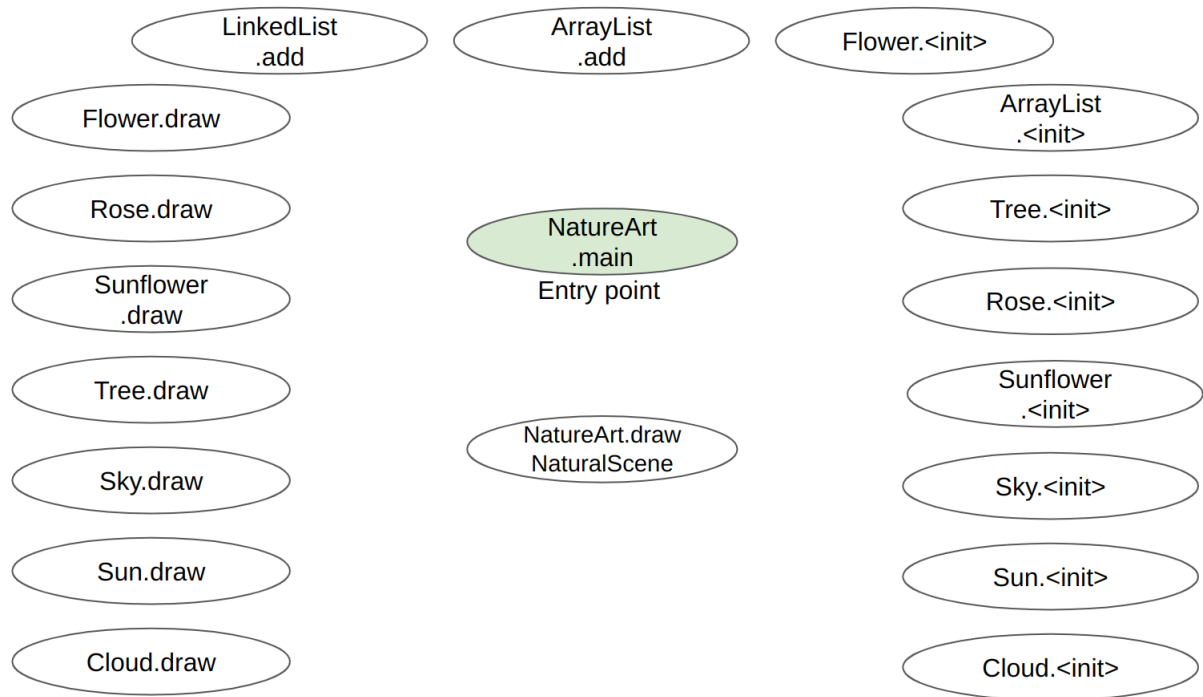 LinkedList
.add
ArrayList
.add
Flower.<init>
Flower.draw
ArrayList
.<init>
Rose.draw
Tree.<init>
NatureArt
.main
Entry point
Sunflower
.draw
Rose.<init>
Tree.draw
Sunflower
.<init>
NatureArt.draw
NaturalScene
Sky.draw
Sky.<init>
Sun.draw
Sun.<init>
Cloud.draw
Cloud.<init>